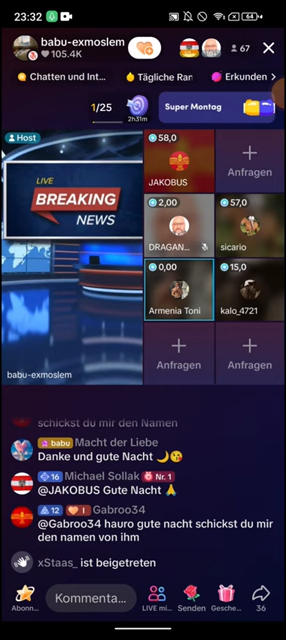 23:32
64
babu-exmoslem
105.4K
67
Chatten und Int...
Tägliche Ran
Erkunden
1/25
2h31m
Super Montag
Host
58,0
JAKOBUS
Anfragen
LIVE
BREAKING
NEWS
2,00
DRAGAN...
57,0
sicario
0,00
Armenia Toni
15,0
kalo_4721
babu-exmoslem
Anfragen
Anfragen
schickst du mir den Namen
babu Macht der Liebe
Danke und gute Nacht 🌙😘
16 Michael Sollak Nr. 1
@JAKOBUS Gute Nacht 🙏
12 I Gabroo34
@Gabroo34 hauro gute nacht schickst du mir
den namen von ihm
xStaas_ ist beigetreten
Kommenta...
Abonn...
LIVE mi...
Senden
Gesche...
36